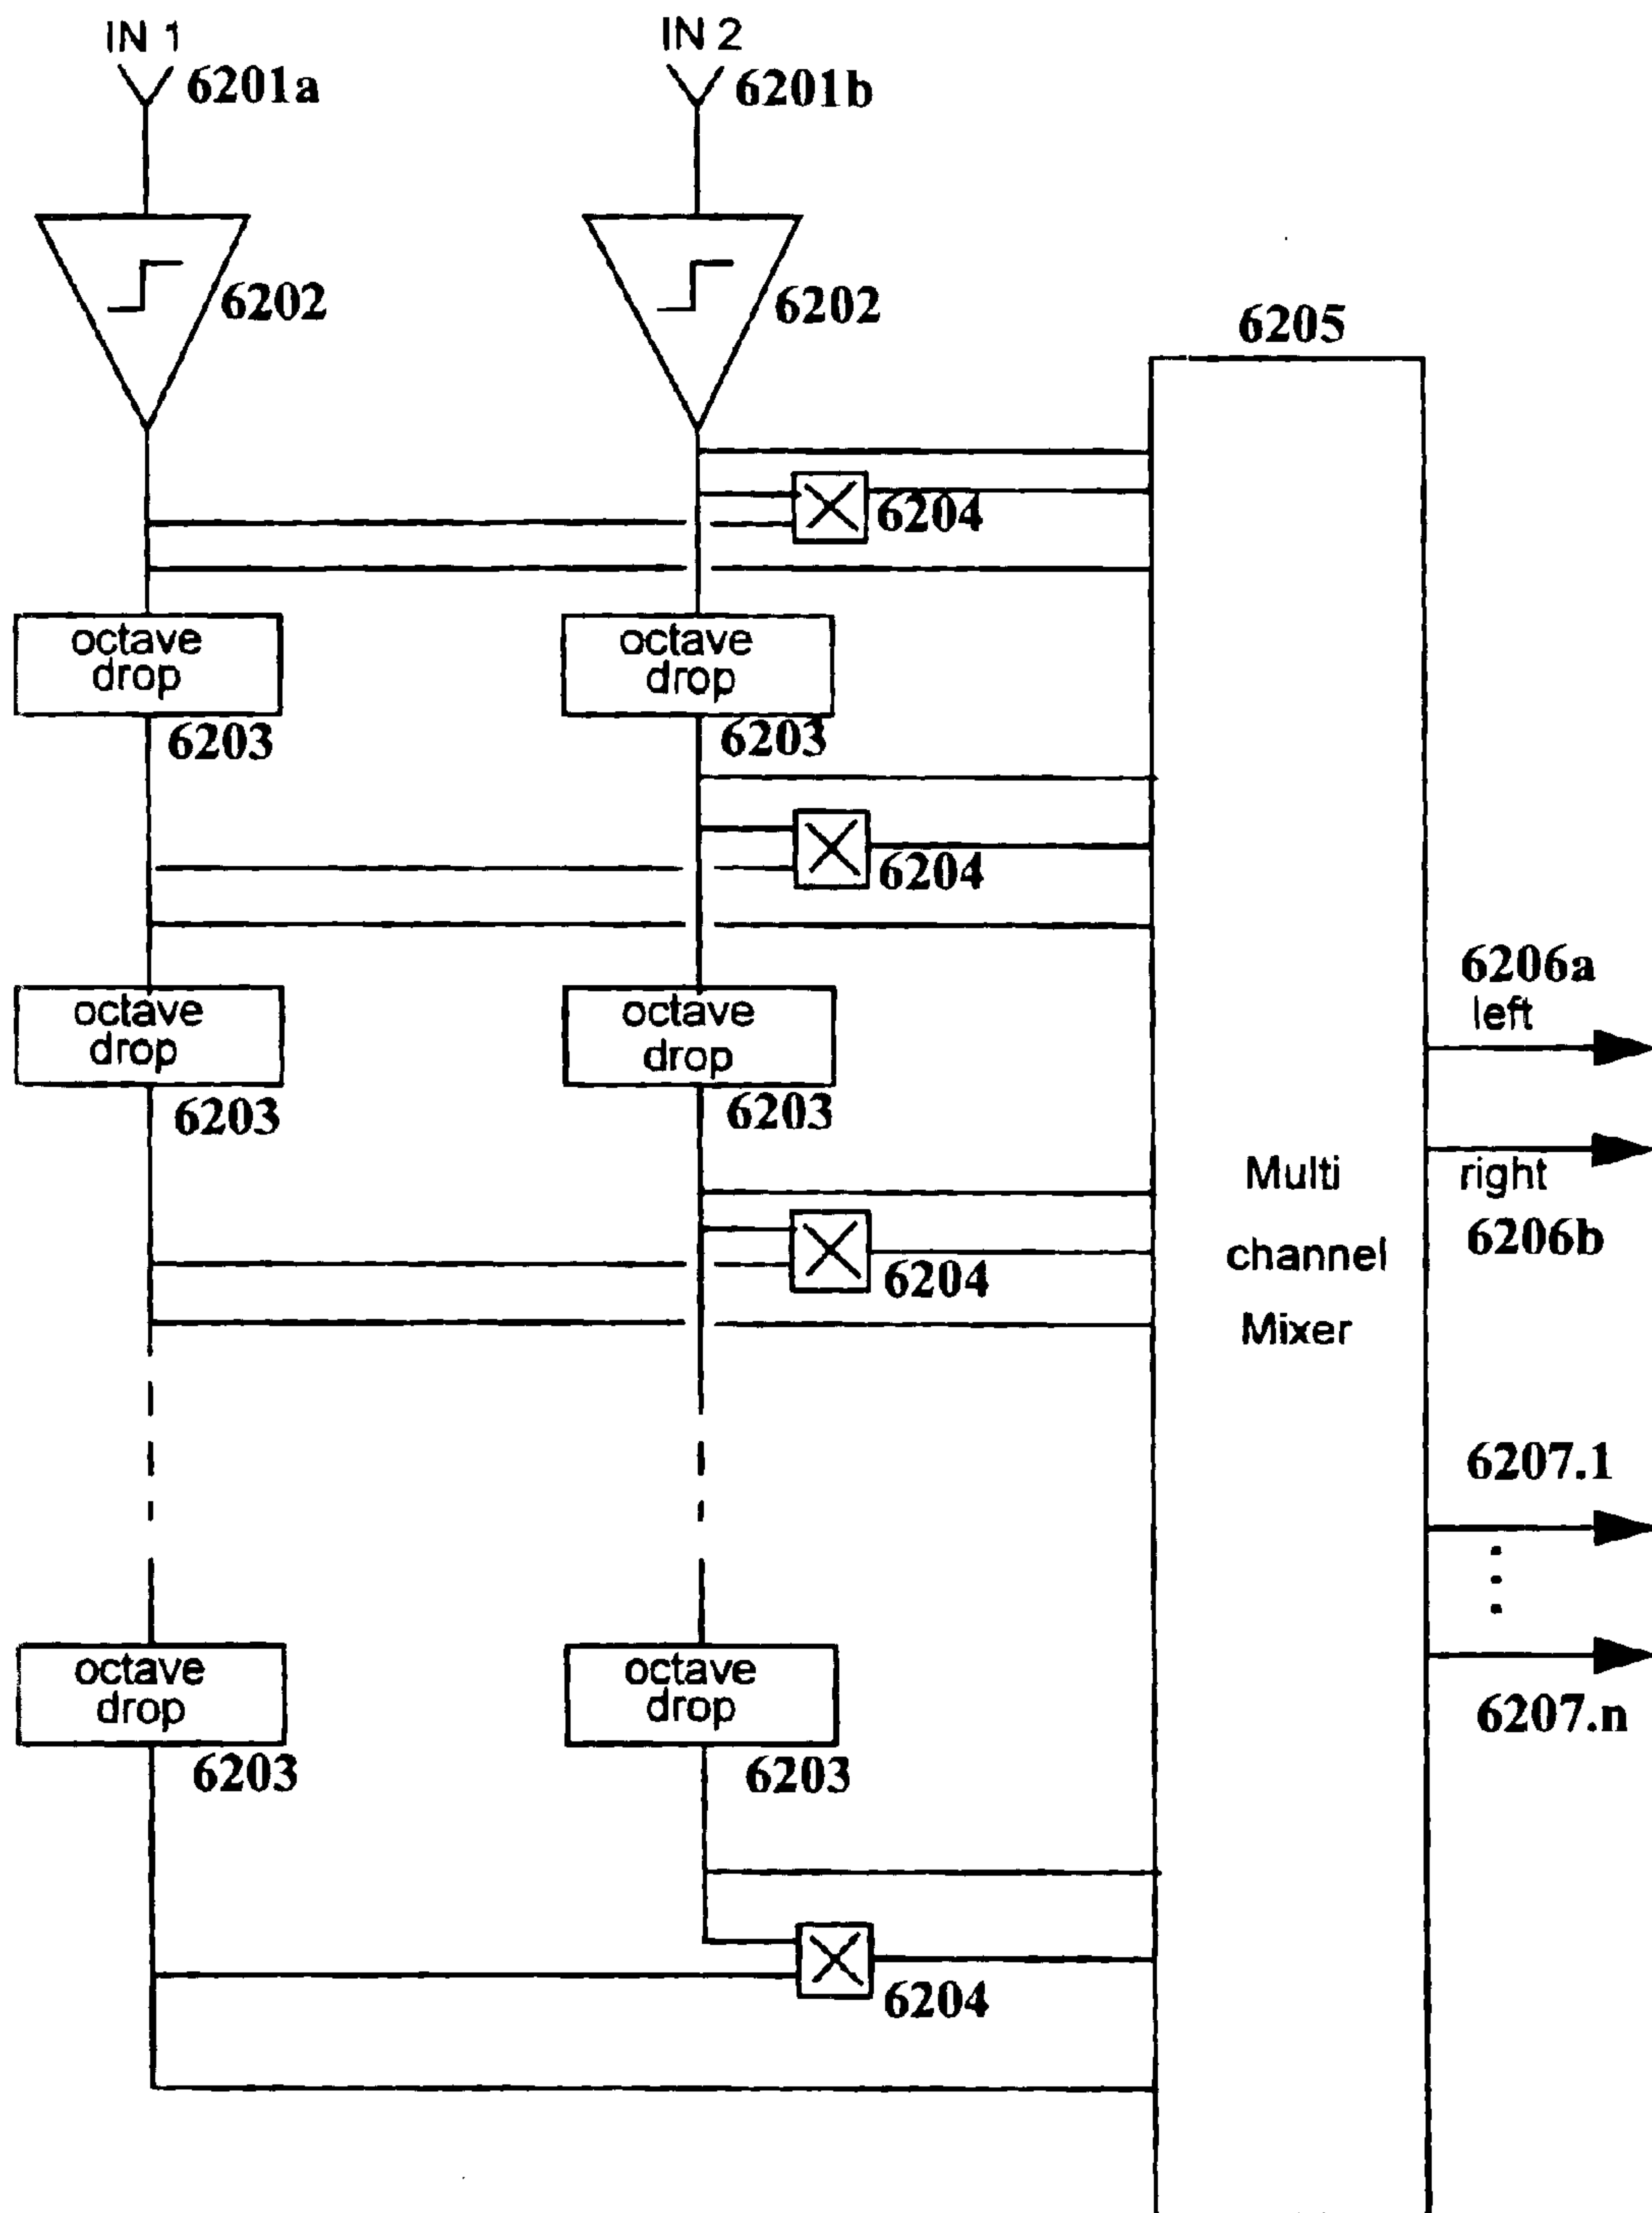 IN 1
6201a
IN 2
6201b
6202
6202
6205
6204
octave
drop
6203
octave
drop
6203
6204
octave
drop
6203
octave
drop
6203
6206a
left
right
6206b
Multi
channel
Mixer
6204
6207.1
6207.n
octave
drop
6203
octave
drop
6203
6204